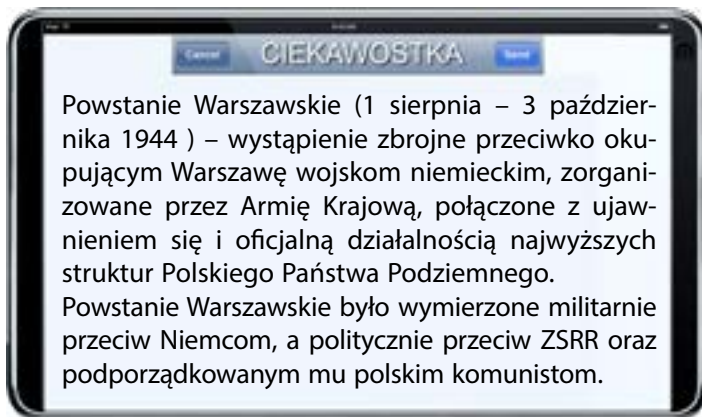 Cancel CIEKAWOSTKA Send
Powstanie Warszawskie (1 sierpnia – 3 paździer-
nika 1944 ) – wystąpienie zbrojne przeciwko oku-
pującym Warszawę wojskom niemieckim, zorgani-
zowane przez Armię Krajową, połączone z ujaw-
nieniem się i oficjalną działalnością najwyższych
struktur Polskiego Państwa Podziemnego.
Powstanie Warszawskie było wymierzone militarnie
przeciw Niemcom, a politycznie przeciw ZSRR oraz
podporządkowanym mu polskim komunistom.